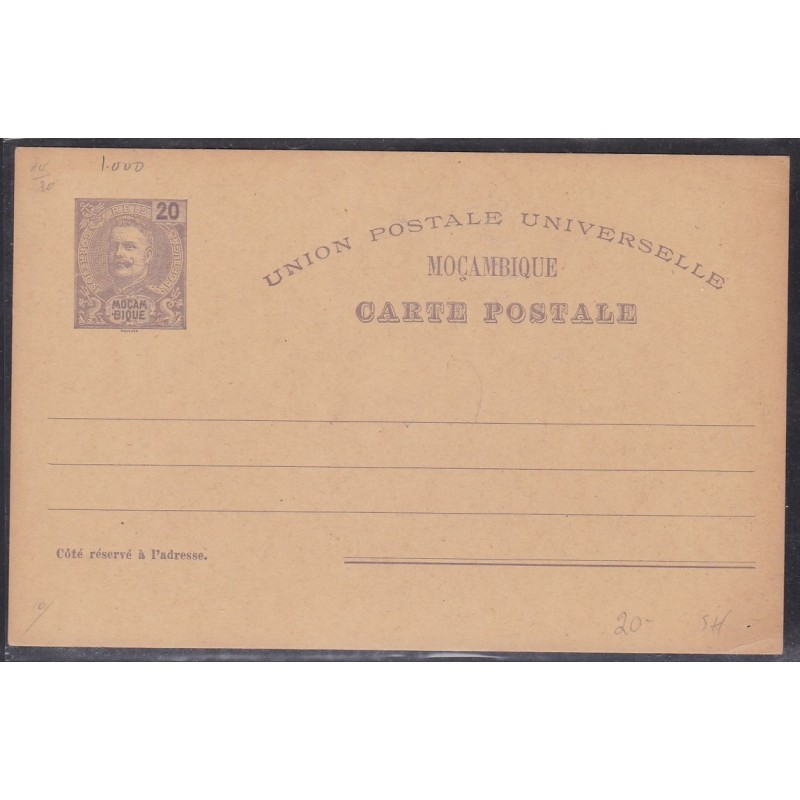 1.000
20
UNION POSTALE UNIVERSELLE
MOÇAMBIQUE
MOÇAM
BIQUE
CARTE POSTALE
Côté réservé à l'adresse.
20-